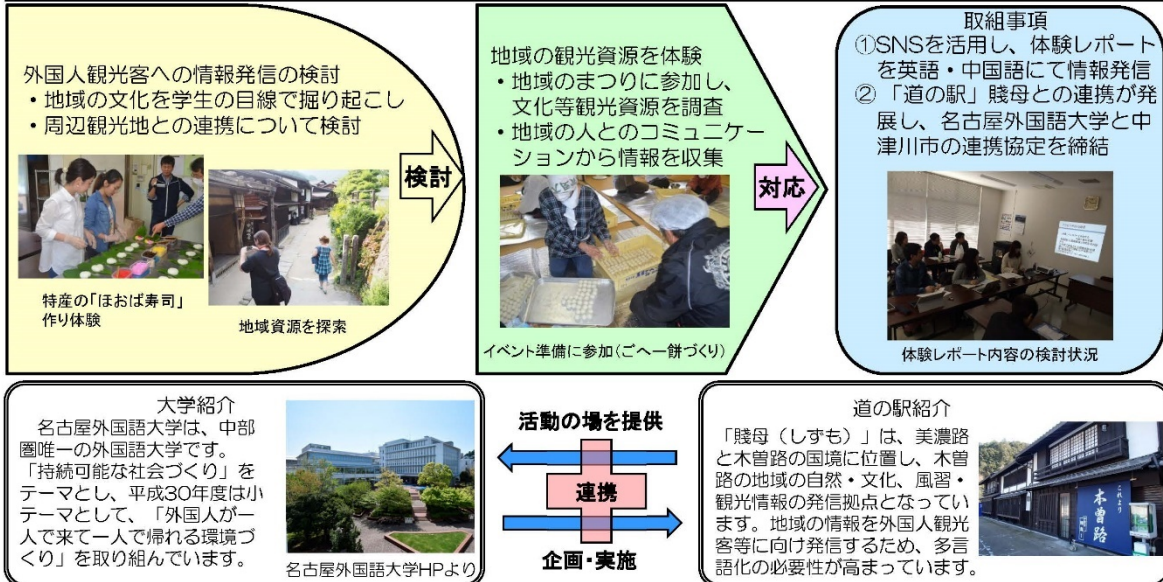 外国人観光客への情報発信の検討
・地域の文化を学生の目線で掘り起こし
・周辺観光地との連携について検討
特産の「ほおば寿司」
作り体験
地域資源を探索
検討
地域の観光資源を体験
・地域のまつりに参加し、
文化等観光資源を調査
・地域の人とのコミュニケー
ションから情報を収集
イベント準備に参加(ごへー餅づくり)
対応
取組事項
①SNSを活用し、体験レポート
を英語・中国語にて情報発信
②「道の駅」賤母との連携が発
展し、名古屋外国語大学と中
津川市の連携協定を締結
体験レポート内容の検討状況
大学紹介
名古屋外国語大学は、中部
圏唯一の外国語大学です。
「持続可能な社会づくり」を
テーマとし、平成30年度は小
テーマとして、「外国人が一
人で来て一人で帰れる環境づ
くり」を取り組んでいます。
名古屋外国語大学HPより
活動の場を提供
連携
企画・実施
道の駅紹介
「賤母(しずも)」は、美濃路
と木曽路の国境に位置し、木曽
路の地域の自然・文化、風習・
観光情報の発信拠点となってい
ます。地域の情報を外国人観光
客等に向け発信するため、多言
語化の必要性が高まっています。
これより
木曽路